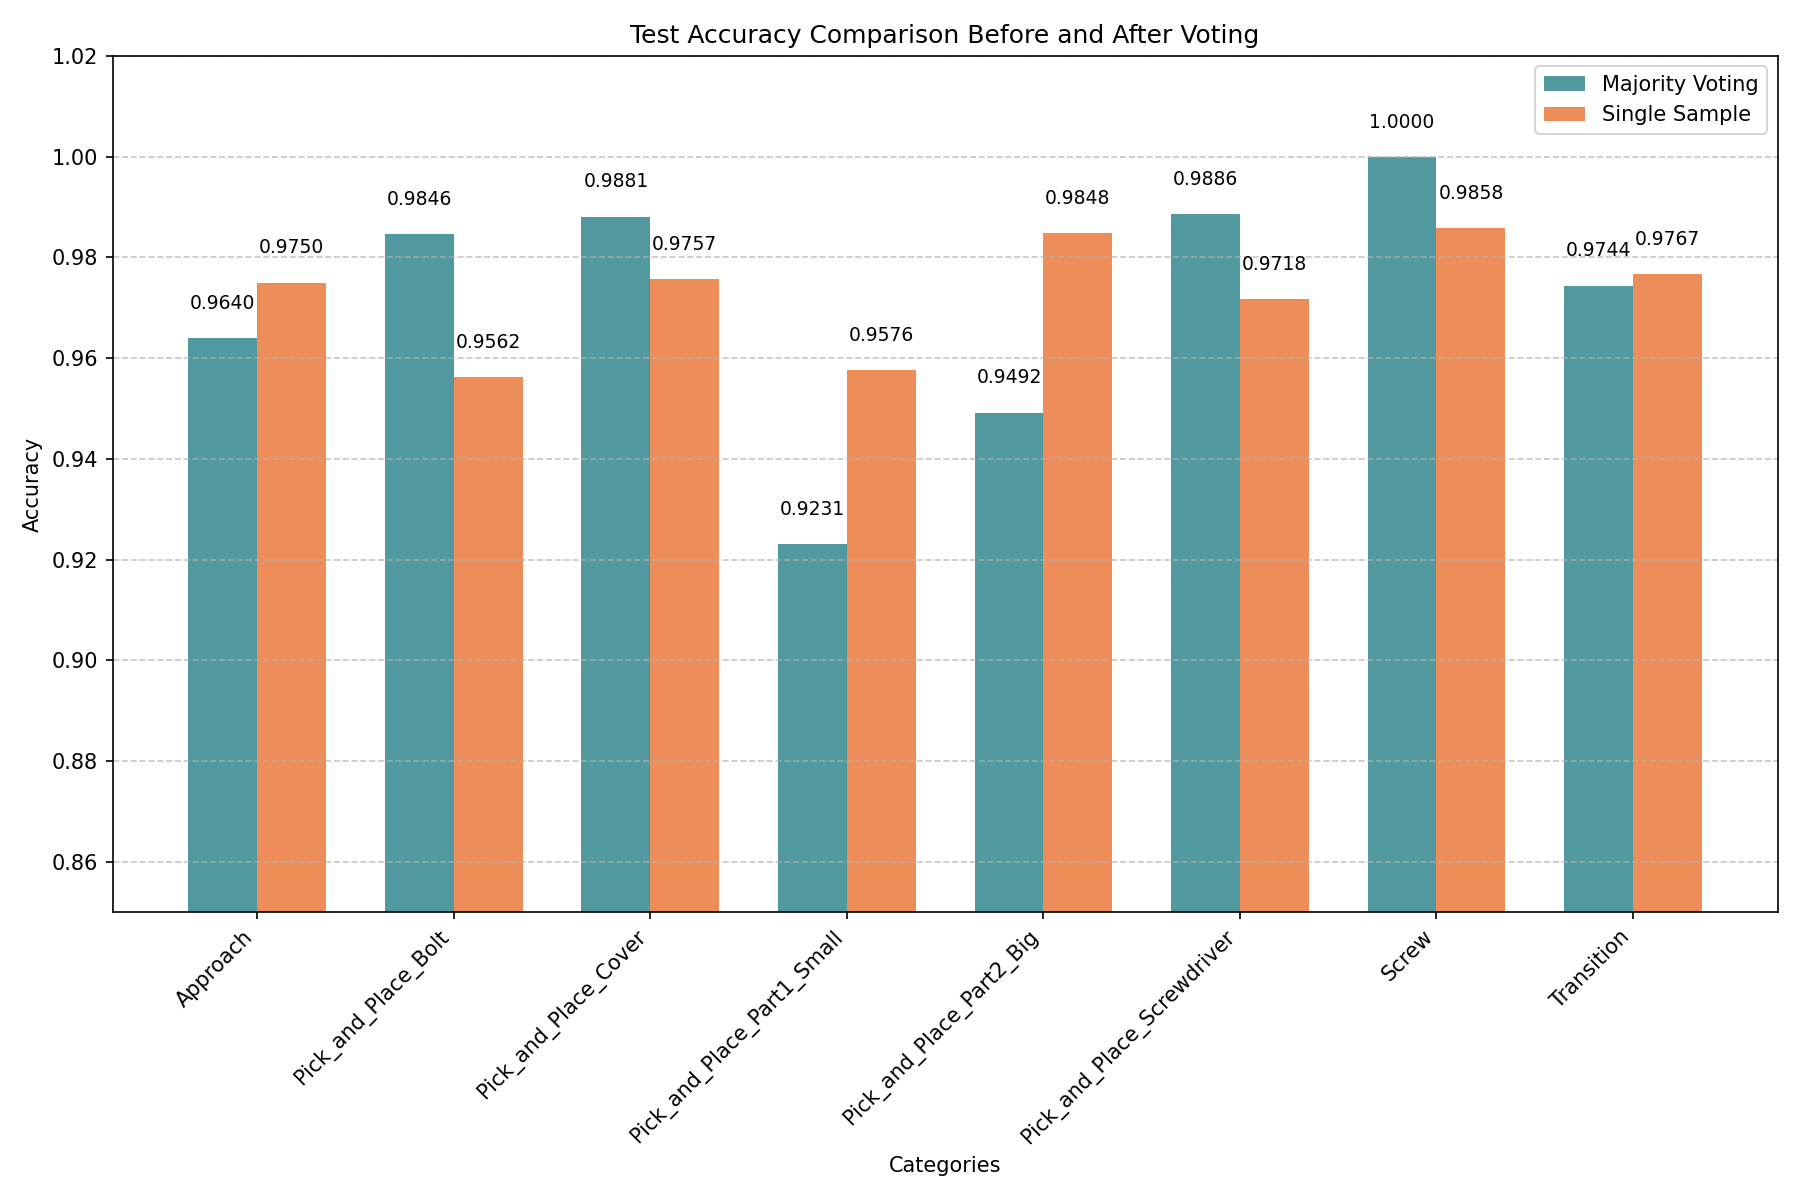 Test Accuracy Comparison Before and After Voting
Majority Voting
Single Sample
Accuracy
1.02
1.00
0.98
0.96
0.94
0.92
0.90
0.88
0.86
0.9640
0.9750
0.9846
0.9562
0.9881
0.9757
0.9231
0.9576
0.9492
0.9848
0.9886
0.9718
1.0000
0.9858
0.9744
0.9767
Approach
Pick_and_Place_Bolt
Pick_and_Place_Cover
Pick_and_Place_Part1_Small
Pick_and_Place_Part2_Big
Pick_and_Place_Screwdriver
Screw
Transition
Categories